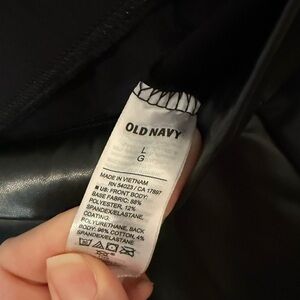 OLD NAVY
L
G
MADE IN VIETNAM
RN 54023 / CA 17897
US: FRONT BODY:
BASE FABRIC: 88%
POLYESTER, 12%
SPANDEX/ELASTANE,
COATING:
POLYURETHANE, BACK
BODY: 96% COTTON, 4%
SPANDEX/ELASTANE